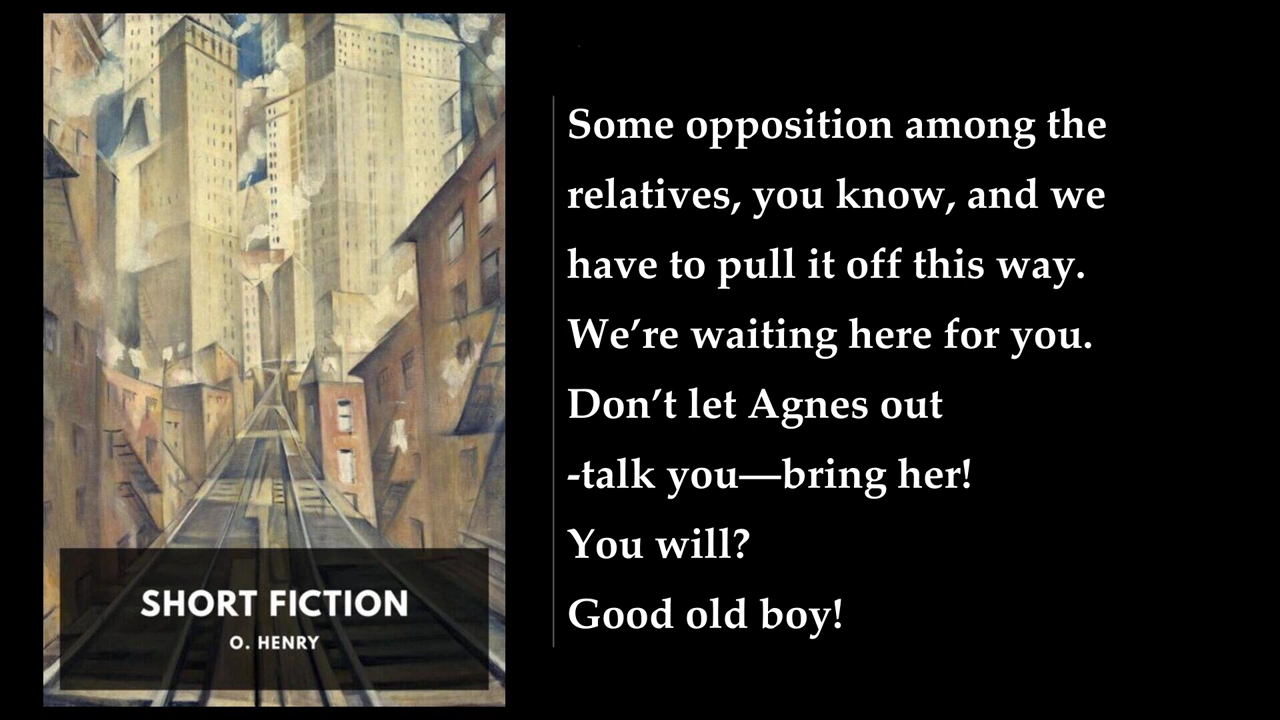 SHORT FICTION
O. HENRY
Some opposition among the
relatives, you know, and we
have to pull it off this way.
We’re waiting here for you.
Don’t let Agnes out
-talk you—bring her!
You will?
Good old boy!